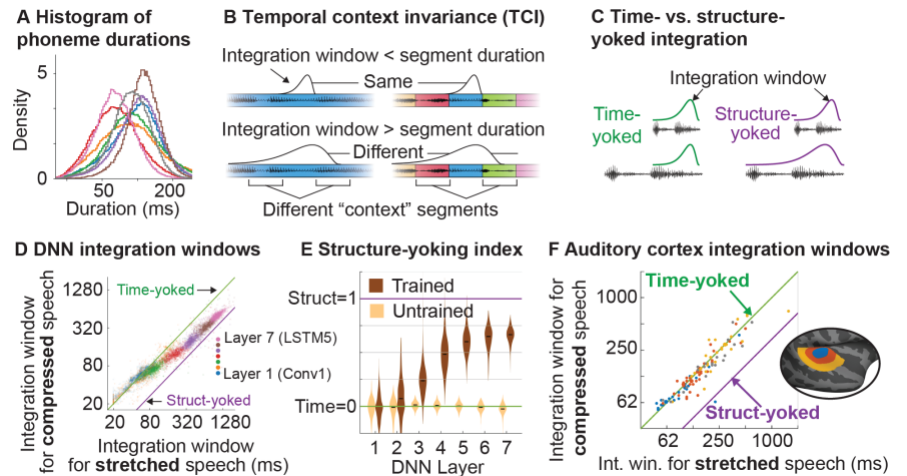 A Histogram of
phoneme durations
5
0
Density
50
200
Duration (ms)
B Temporal context invariance (TCI)
Integration window < segment duration
Same
Integration window > segment duration
Different
Different “context” segments
C Time- vs. structure-
yoked integration
Integration window
Time-
yoked
Structure-
yoked
D DNN integration windows
Integration window
for compressed speech
1280
320
80
20
Time-yoked
Layer 7 (LSTM5)
Layer 1 (Conv1)
Struct-yoked
20
80
320
1280
Integration window
for stretched speech (ms)
E Structure-yoking index
Trained
Untrained
Struct=1
Time=0
1 2 3 4 5 6 7
DNN Layer
F Auditory cortex integration windows
Integration window for
compressed speech
1000
250
62
Time-yoked
Struct-yoked
62
250
1000
Int. win. for stretched speech (ms)